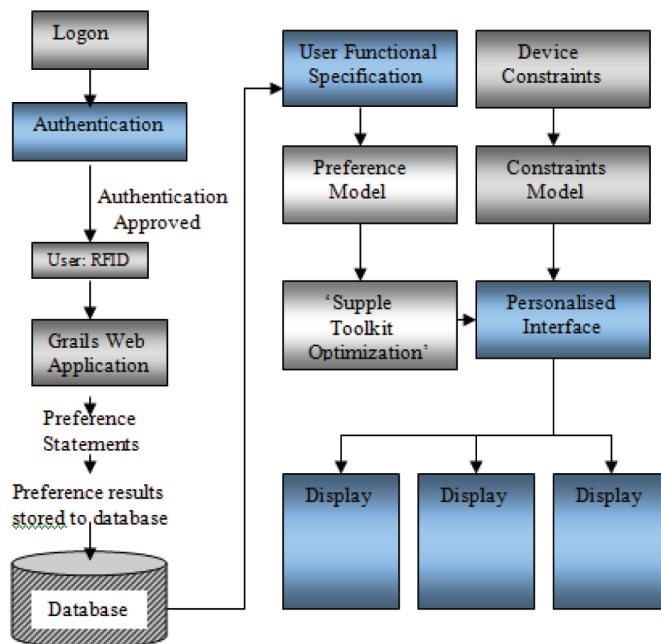 Logon
Authentication
Authentication
Approved
User: RFID
Grails Web
Application
Preference
Statements
Preference results
stored to database
Database
User Functional
Specification
Preference
Model
‘Supple
Toolkit
Optimization’
Device
Constraints
Constraints
Model
Personalised
Interface
Display
Display
Display